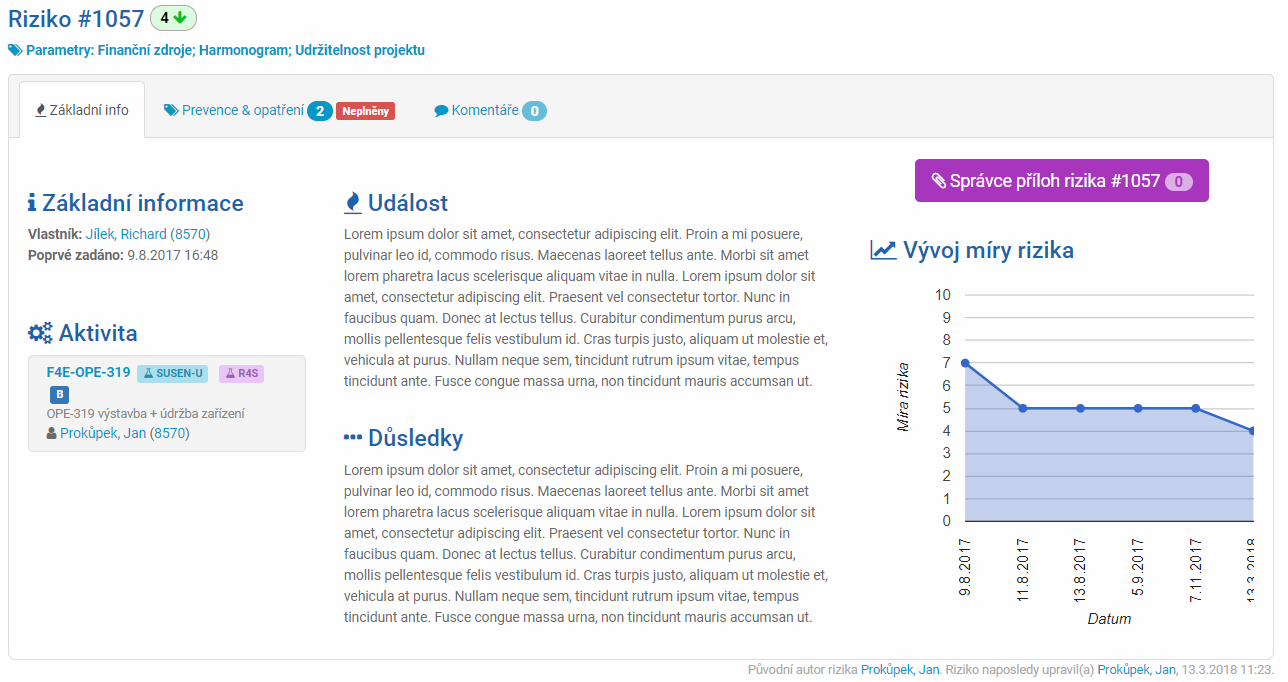 Riziko #1057 4
Parametry: Finanční zdroje; Harmonogram; Udržitelnost projektu
Základní info
Prevence & opatření 2 Neplněny
Komentáře 0
Základní informace
Vlastník: Jílek, Richard (8570)
Poprvé zadáno: 9.8.2017 16:48
Aktivita
F4E-OPE-319 SUSEN-U R4S
B
OPE-319 výstavba + údržba zařízení
Prokůpek, Jan (8570)
Událost
Lorem ipsum dolor sit amet, consectetur adipiscing elit. Proin a mi posuere,
pulvinar leo id, commodo risus. Maecenas laoreet tellus ante. Morbi sit amet
lorem pharetra lacus scelerisque aliquam vitae in nulla. Lorem ipsum dolor sit
amet, consectetur adipiscing elit. Praesent vel consectetur tortor. Nunc in
faucibus quam. Donec at lectus tellus. Curabitur condimentum purus arcu,
mollis pellentesque felis vestibulum id. Cras turpis justo, aliquam ut molestie et,
vehicula at purus. Nullam neque sem, tincidunt rutrum ipsum vitae, tempus
tincidunt ante. Fusce congue massa urna, non tincidunt mauris accumsan ut.
Důsledky
Lorem ipsum dolor sit amet, consectetur adipiscing elit. Proin a mi posuere,
pulvinar leo id, commodo risus. Maecenas laoreet tellus ante. Morbi sit amet
lorem pharetra lacus scelerisque aliquam vitae in nulla. Lorem ipsum dolor sit
amet, consectetur adipiscing elit. Praesent vel consectetur tortor. Nunc in
faucibus quam. Donec at lectus tellus. Curabitur condimentum purus arcu,
mollis pellentesque felis vestibulum id. Cras turpis justo, aliquam ut molestie et,
vehicula at purus. Nullam neque sem, tincidunt rutrum ipsum vitae, tempus
tincidunt ante. Fusce congue massa urna, non tincidunt mauris accumsan ut.
Správce příloh rizika #1057 0
Vývoj míry rizika
10
9
8
7
6
5
4
3
2
1
0
Míra rizika
9.8.2017
11.8.2017
13.8.2017
5.9.2017
7.11.2017
13.3.2018
Datum
Původní autor rizika Prokůpek, Jan. Riziko naposledy upravil(a) Prokůpek, Jan, 13.3.2018 11:23.